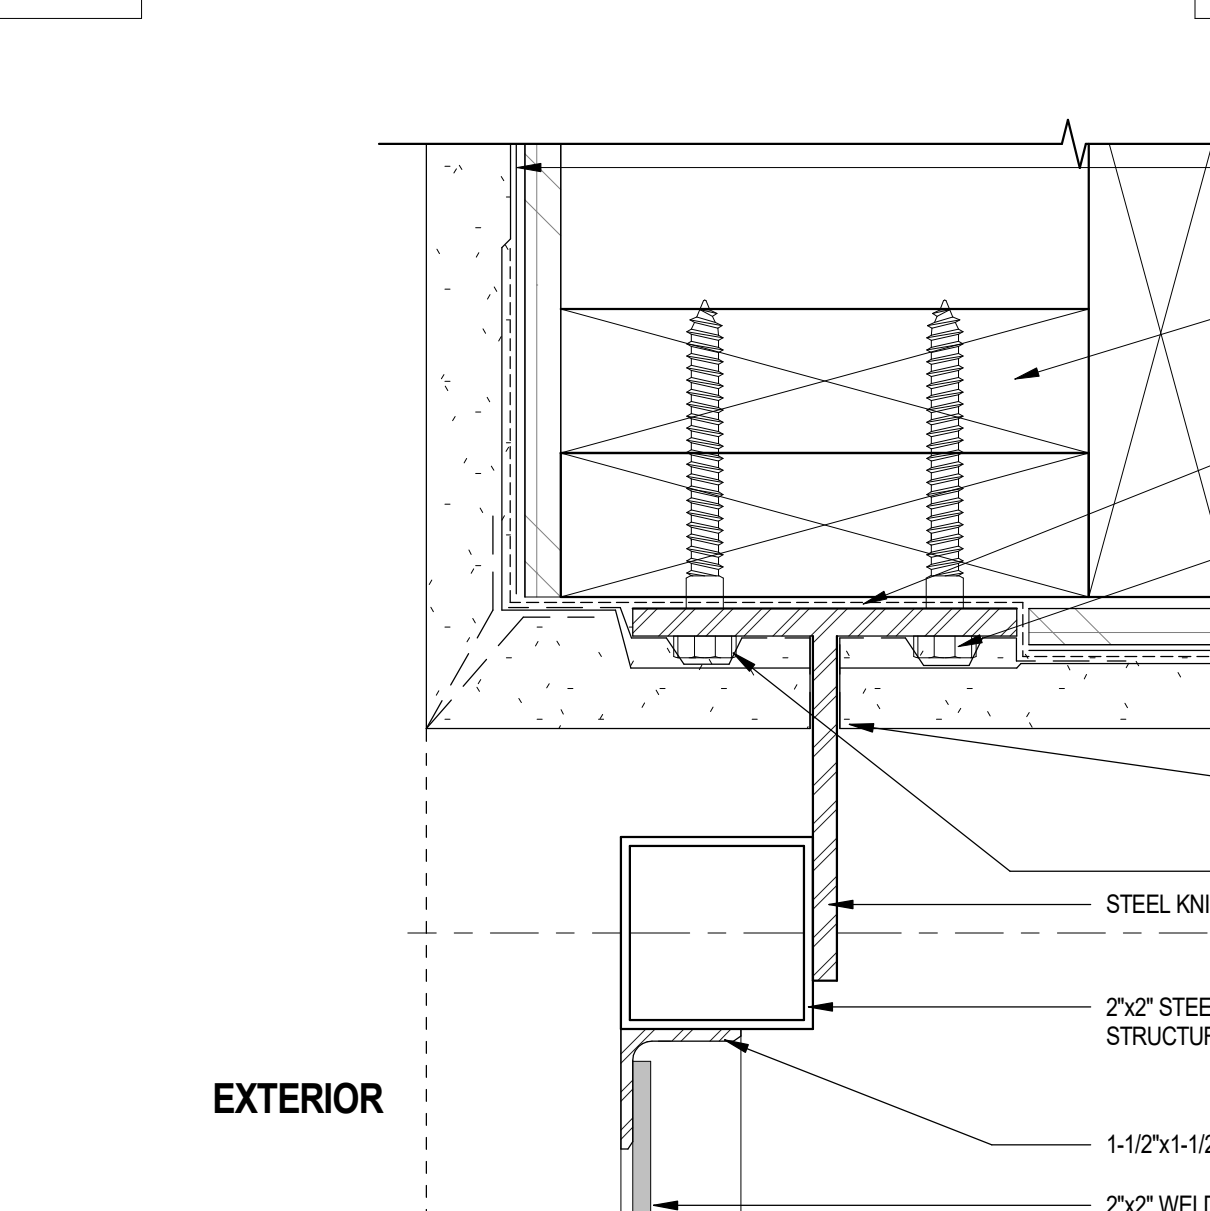 STEEL KNI
2"x2" STEE
STRUCTUR
EXTERIOR
1-1/2"x1-1/2
2"x2" WELD